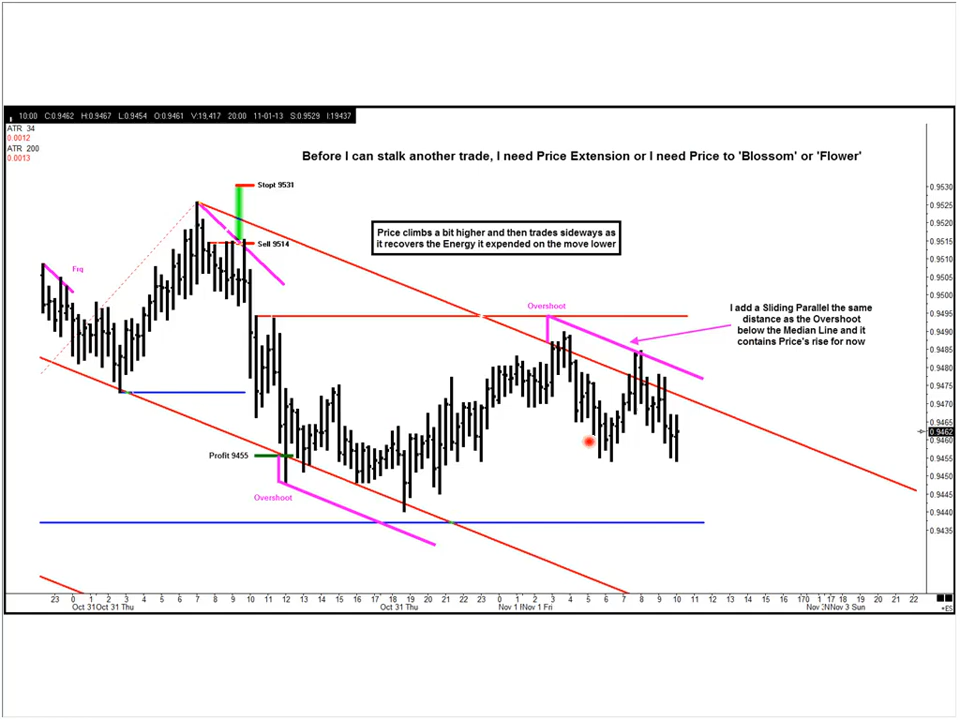 10:00 C:0.9462 H:0.9467 L:0.9454 O:0.9461 V:19,417 20:00 11-01-13 S:0.9529 I:19437
ATR 34
0.0012
ATR 200
0.0013
Before I can stalk another trade, I need Price Extension or I need Price to 'Blossom' or 'Flower'
Stopt 9531
Price climbs a bit higher and then trades sideways as
it recovers the Energy it expended on the move lower
Sell 9514
Frq
Overshoot
I add a Sliding Parallel the same
distance as the Overshoot
below the Median Line and it
contains Price's rise for now
Profit 9455
Overshoot
0.9530
0.9525
0.9520
0.9515
0.9510
0.9505
0.9500
0.9495
0.9490
0.9485
0.9480
0.9475
0.9470
0.9465
0.9462
0.9460
0.9455
0.9450
0.9445
0.9440
0.9435
23 0 1 2 3 4 5 6 7 8 9 10 11 12 13 14 15 16 17 18 19 20 21 22 23 0 1 2 3 4 5 6 7 8 9 10 11 12 13 14 15 16 17 18 19 20 21 22
Oct 31 Oct 31 Thu Oct 31 Thu Nov 1 Nov 1 Fri Nov 3 Sun